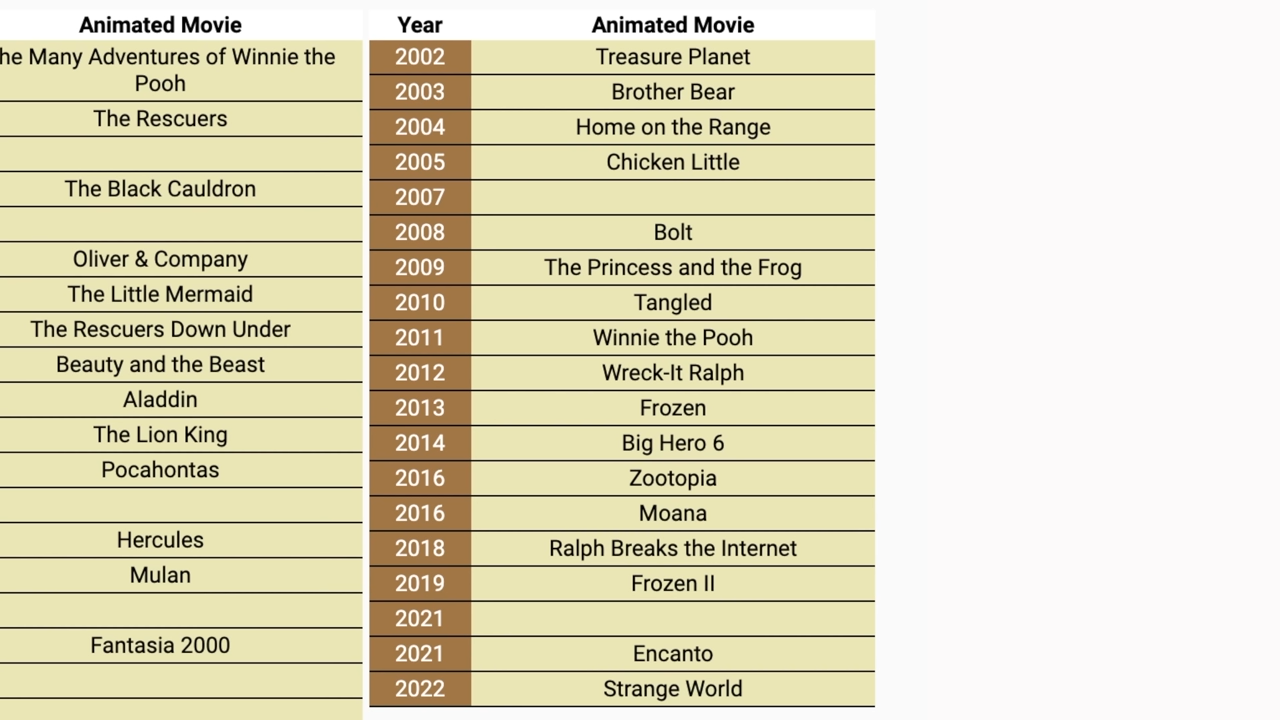 Animated Movie
he Many Adventures of Winnie the
Pooh
The Rescuers
The Black Cauldron
Oliver & Company
The Little Mermaid
The Rescuers Down Under
Beauty and the Beast
Aladdin
The Lion King
Pocahontas
Hercules
Mulan
Fantasia 2000
Year Animated Movie
2002 Treasure Planet
2003 Brother Bear
2004 Home on the Range
2005 Chicken Little
2007
2008 Bolt
2009 The Princess and the Frog
2010 Tangled
2011 Winnie the Pooh
2012 Wreck-It Ralph
2013 Frozen
2014 Big Hero 6
2016 Zootopia
2016 Moana
2018 Ralph Breaks the Internet
2019 Frozen II
2021
2021 Encanto
2022 Strange World